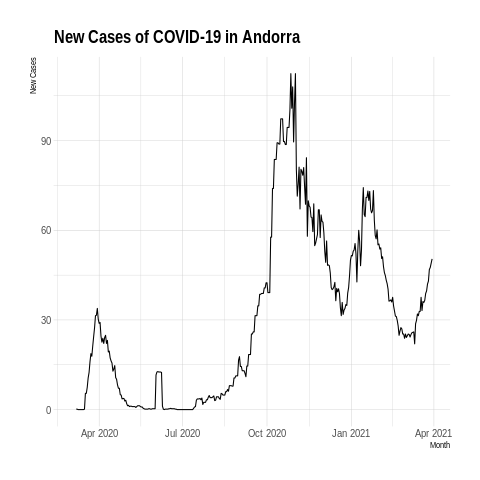 New Cases of COVID-19 in Andorra
New Cases
90
60
30
0
Apr 2020 Jul 2020 Oct 2020 Jan 2021 Apr 2021
Month